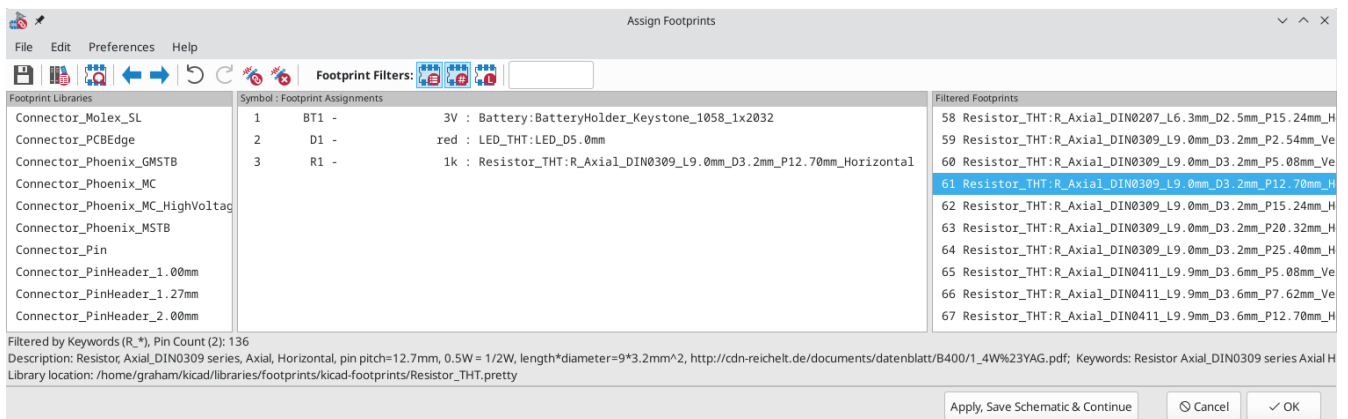 Assign Footprints
File Edit Preferences Help
Footprint Filters:
Footprint Libraries
Connector_Molex_SL
Connector_PCBEdge
Connector_Phoenix_GMSTB
Connector_Phoenix_MC
Connector_Phoenix_MC_HighVoltag
Connector_Phoenix_MSTB
Connector_Pin
Connector_PinHeader_1.00mm
Connector_PinHeader_1.27mm
Connector_PinHeader_2.00mm
Symbol : Footprint Assignments
1 BT1 - 3V : Battery:BatteryHolder_Keystone_1058_1x2032
2 D1 - red : LED_THT:LED_D5.0mm
3 R1 - 1k : Resistor_THT:R_Axial_DIN0309_L9.0mm_D3.2mm_P12.70mm_Horizontal
Filtered Footprints
58 Resistor_THT:R_Axial_DIN0207_L6.3mm_D2.5mm_P15.24mm_H
59 Resistor_THT:R_Axial_DIN0309_L9.0mm_D3.2mm_P2.54mm_Ve
60 Resistor_THT:R_Axial_DIN0309_L9.0mm_D3.2mm_P5.08mm_Ve
61 Resistor_THT:R_Axial_DIN0309_L9.0mm_D3.2mm_P12.70mm_H
62 Resistor_THT:R_Axial_DIN0309_L9.0mm_D3.2mm_P15.24mm_H
63 Resistor_THT:R_Axial_DIN0309_L9.0mm_D3.2mm_P20.32mm_H
64 Resistor_THT:R_Axial_DIN0309_L9.0mm_D3.2mm_P25.40mm_H
65 Resistor_THT:R_Axial_DIN0411_L9.9mm_D3.6mm_P5.08mm_Ve
66 Resistor_THT:R_Axial_DIN0411_L9.9mm_D3.6mm_P7.62mm_Ve
67 Resistor_THT:R_Axial_DIN0411_L9.9mm_D3.6mm_P12.70mm_H
Filtered by Keywords (R_*), Pin Count (2): 136
Description: Resistor, Axial_DIN0309 series, Axial, Horizontal, pin pitch=12.7mm, 0.5W = 1/2W, length*diameter=9*3.2mm^2, http://cdn-reichelt.de/documents/datenblatt/B400/1_4W%23YAG.pdf; Keywords: Resistor Axial_DIN0309 series Axial H
Library location: /home/graham/kicad/libraries/footprints/kicad-footprints/Resistor_THT.pretty
Apply, Save Schematic & Continue Cancel OK